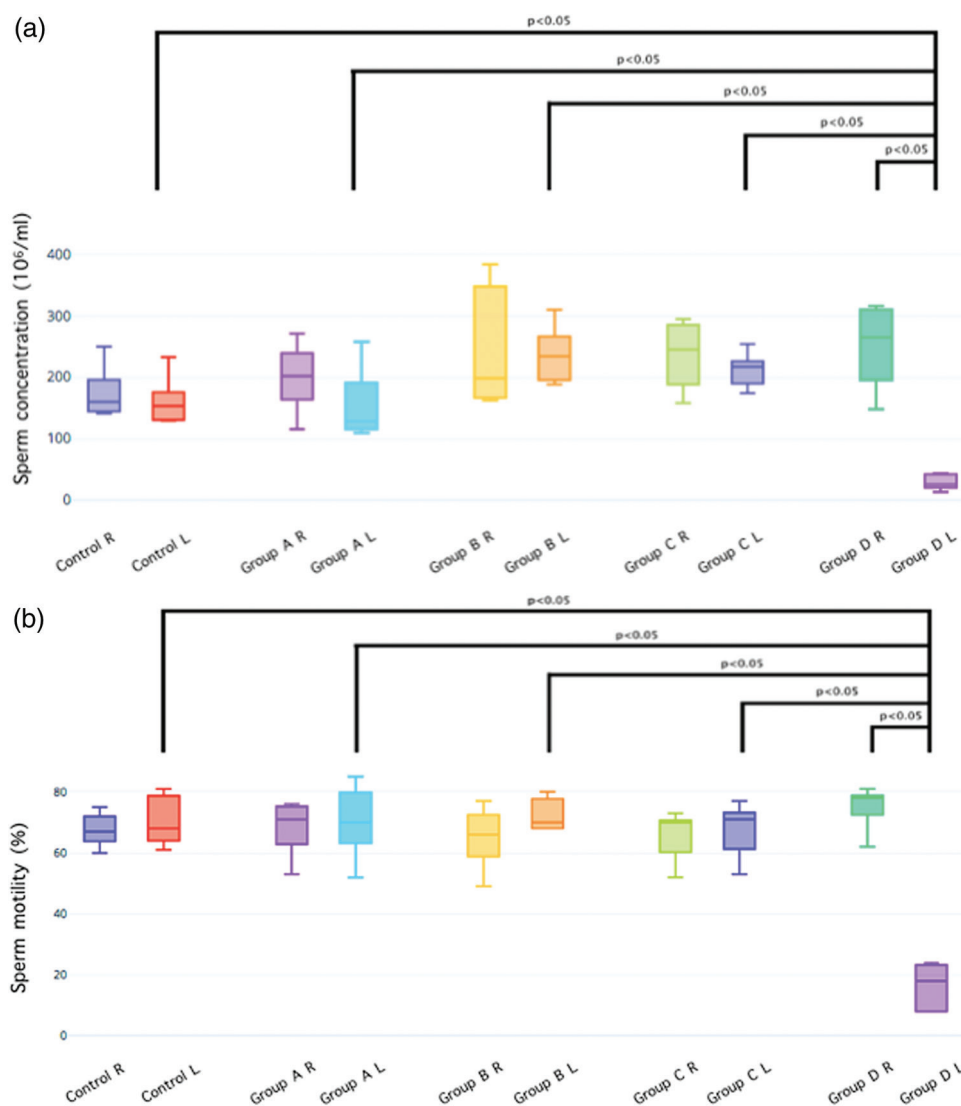 (a)
p<0.05
p<0.05
p<0.05
p<0.05
p<0.05
Sperm concentration (10⁶/ml)
400
300
200
100
0
Control R
Control L
Group A R
Group A L
Group B R
Group B L
Group C R
Group C L
Group D R
Group D L
(b)
p<0.05
p<0.05
p<0.05
p<0.05
p<0.05
Sperm motility (%)
80
60
40
20
0
Control R
Control L
Group A R
Group A L
Group B R
Group B L
Group C R
Group C L
Group D R
Group D L